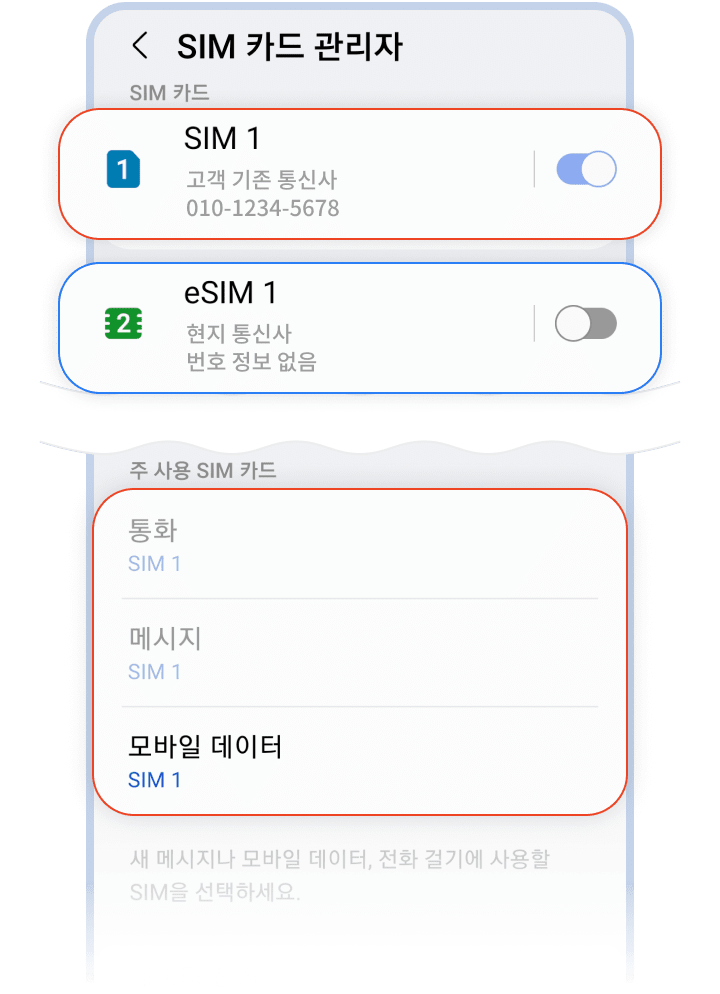 SIM 카드 관리자
SIM 카드
1
SIM 1
고객 기존 통신사
010-1234-5678
2
eSIM 1
현지 통신사
번호 정보 없음
주 사용 SIM 카드
통화
SIM 1
메시지
SIM 1
모바일 데이터
SIM 1
새 메시지나 모바일 데이터, 전화 걸기에 사용할
SIM을 선택하세요.